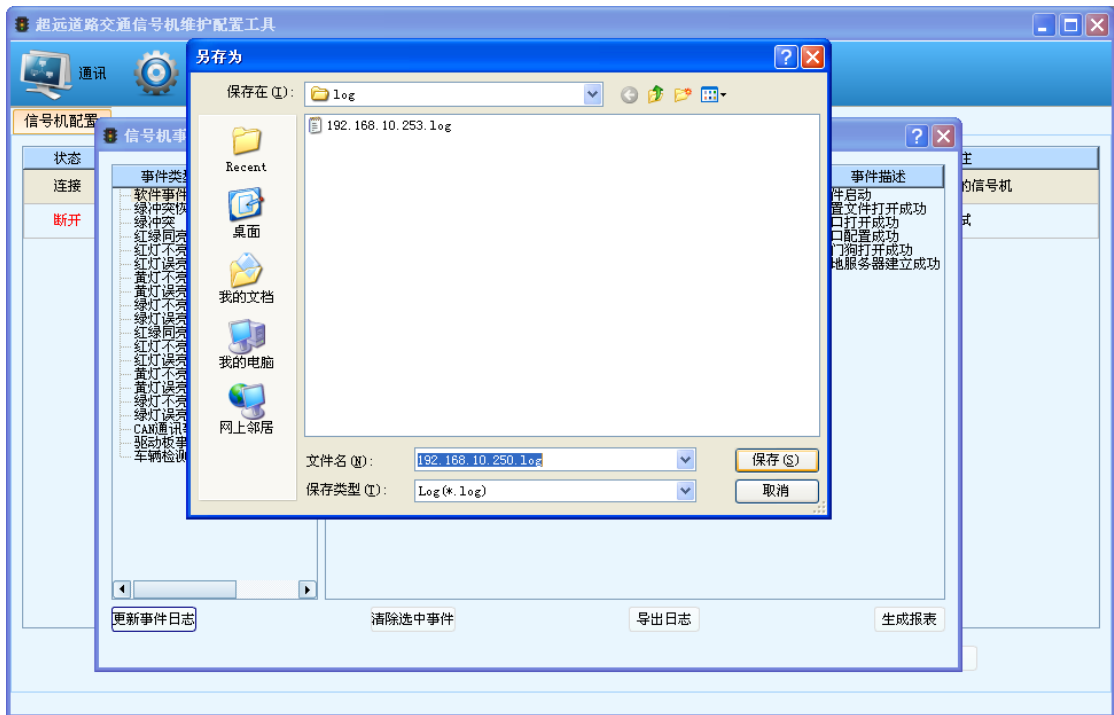 超远道路交通信号机维护配置工具
通讯
另存为
保存在(I):
log
192.168.10.253.log
Recent
桌面
我的文档
我的电脑
网上邻居
文件名(N):
192.168.10.250.log
保存(S)
保存类型(T):
Log(*.log)
取消
信号机配置
状态
注
连接
的信号机
断开
试
信号机事
事件类
事件描述
软件事件
绿冲突恢
绿冲突
红绿同亮
红灯不亮
红灯误亮
黄灯不亮
黄灯误亮
绿灯不亮
绿灯误亮
红绿同亮
红灯不亮
红灯误亮
黄灯不亮
黄灯误亮
绿灯不亮
绿灯误亮
CAN通讯
驱动板事
车辆检测
件启动
置文件打开成功
口打开成功
口配置成功
门狗打开成功
地服务器建立成功
更新事件日志
清除选中事件
导出日志
生成报表